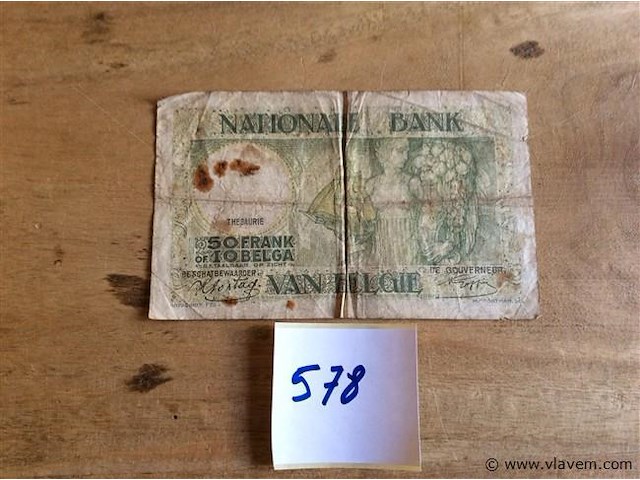 NATIONALE BANK
THESAURIE
50 FRANK
OF 10 BELGA
BETAALBAAR OP ZICHT
DE SCHATBEWAARDER
DE GOUVERNEUR
VAN BELGIE
578
© www.vlavem.com